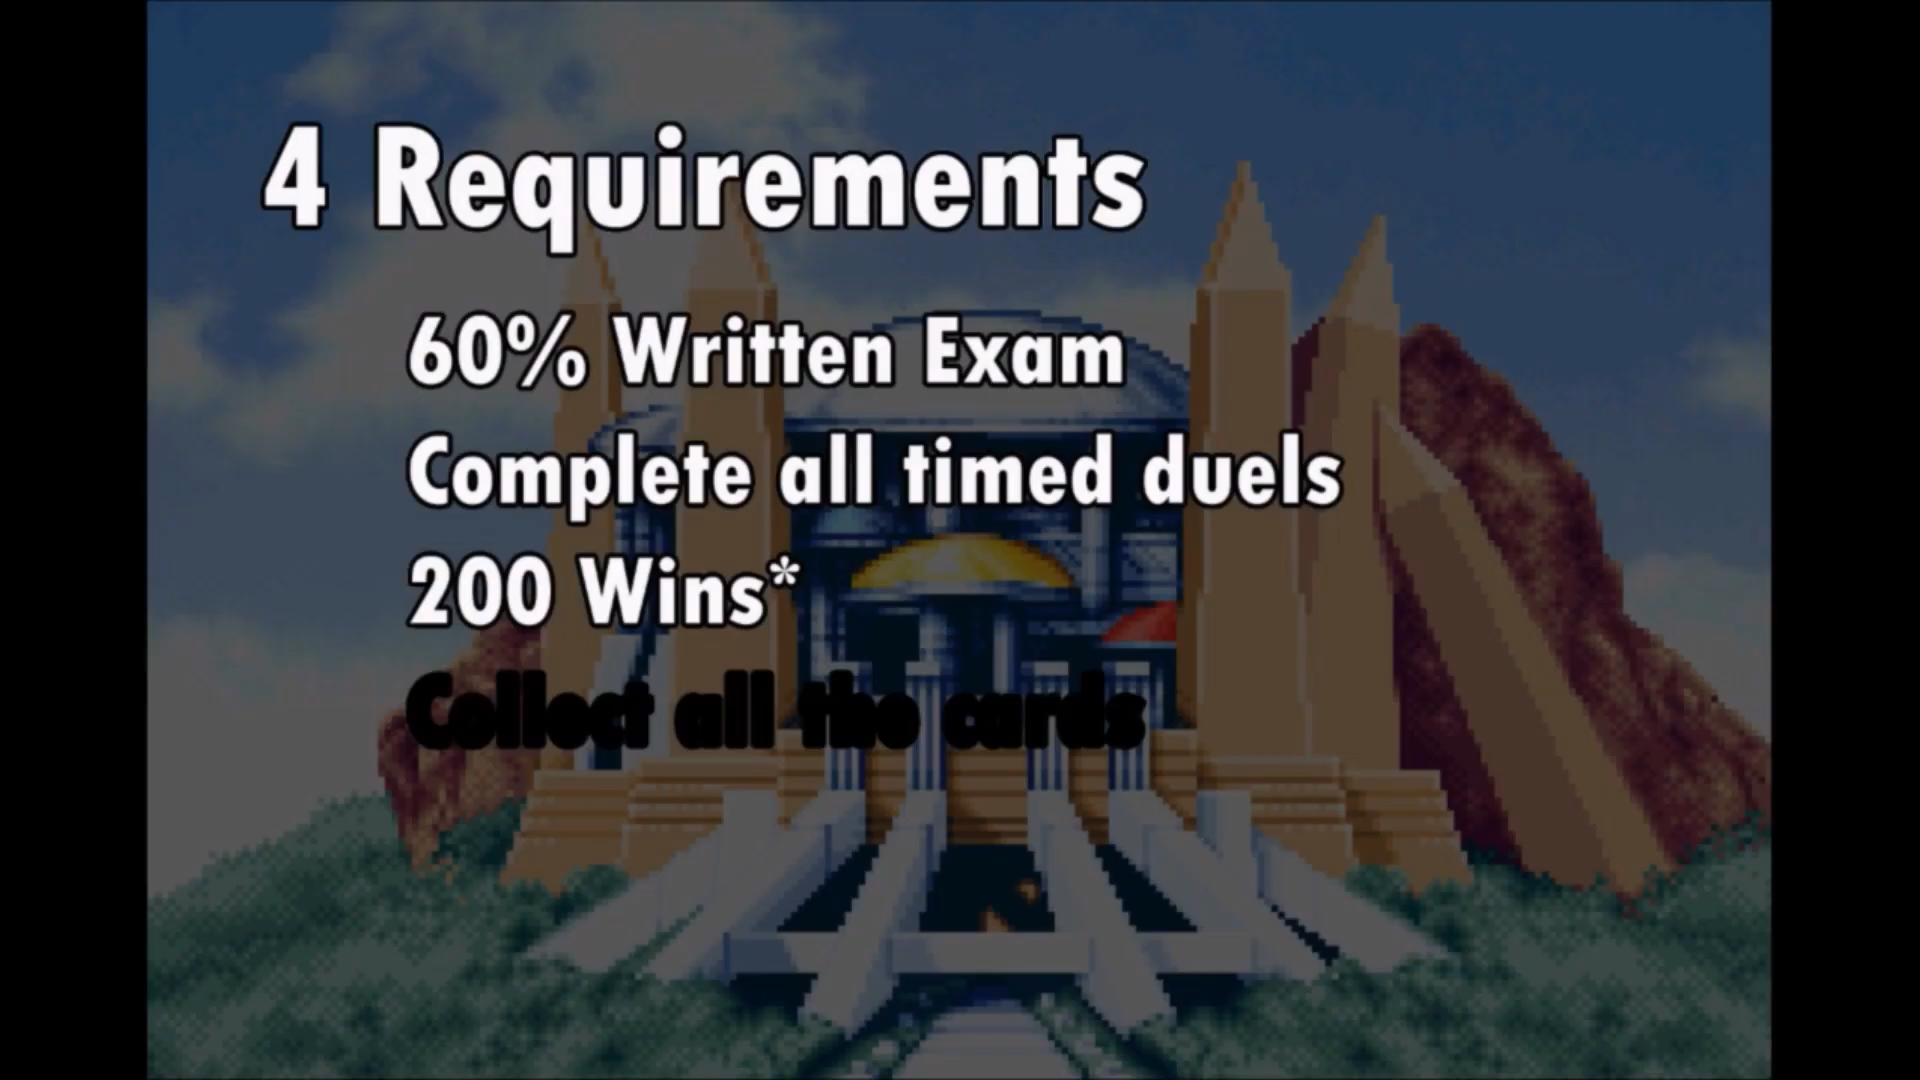 4 Requirements
60% Written Exam
Complete all timed duels
200 Wins*
Collect all the cards